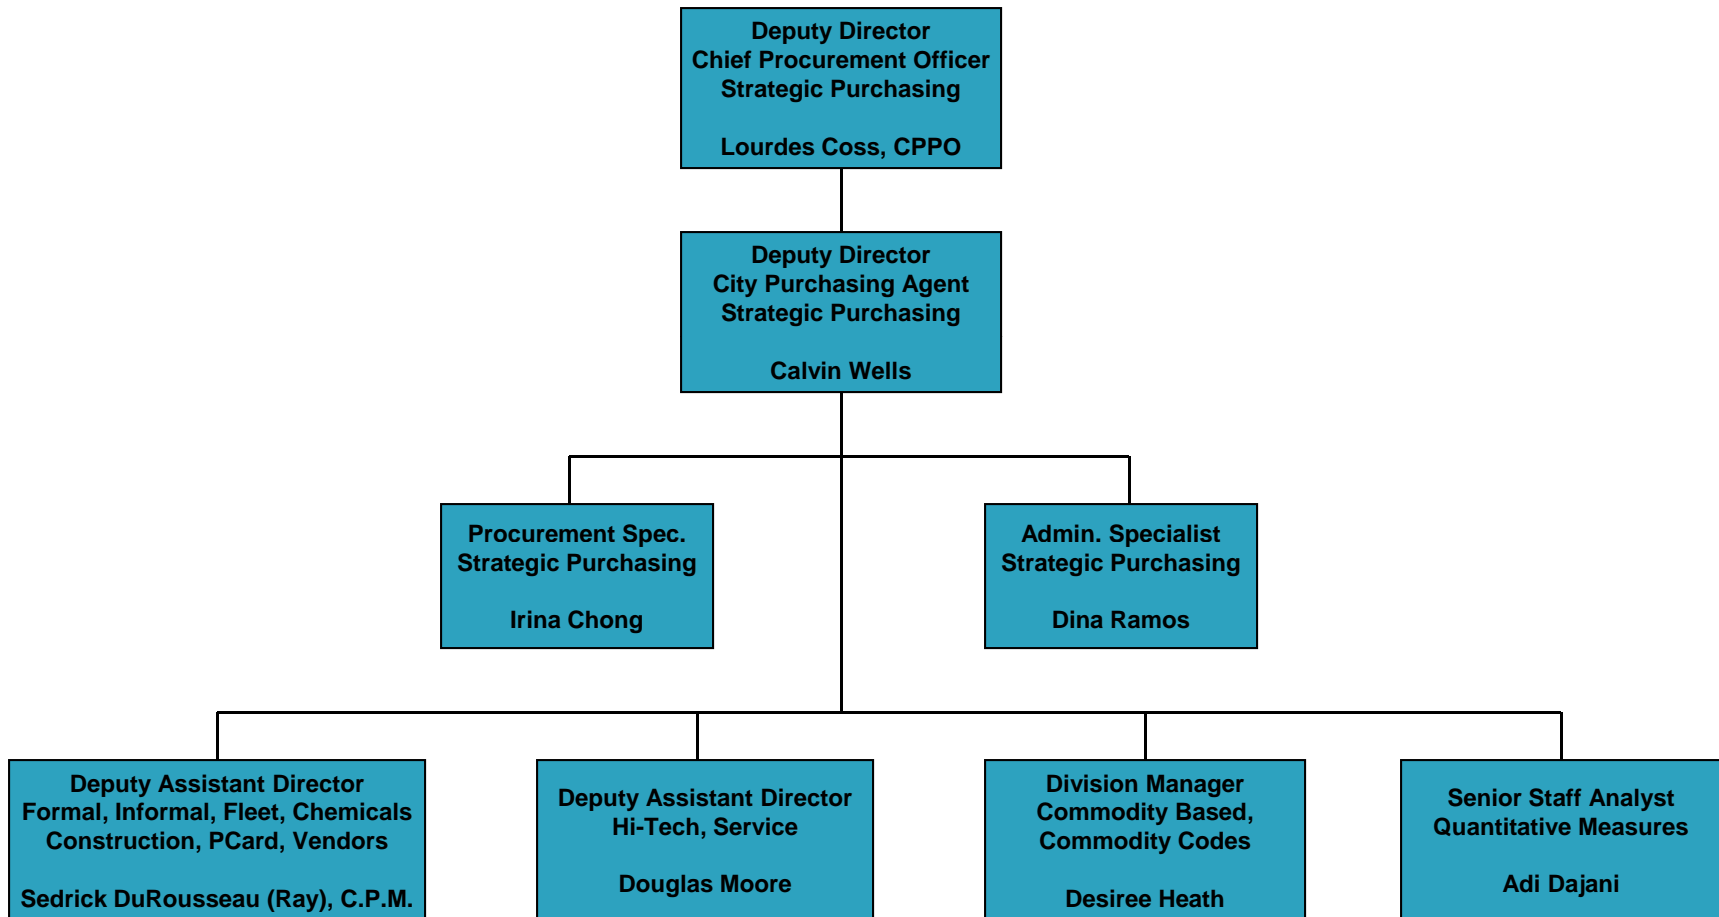 Deputy Director
Chief Procurement Officer
Strategic Purchasing
Lourdes Coss, CPPO
Deputy Director
City Purchasing Agent
Strategic Purchasing
Calvin Wells
Procurement Spec.
Strategic Purchasing
Irina Chong
Admin. Specialist
Strategic Purchasing
Dina Ramos
Deputy Assistant Director
Formal, Informal, Fleet, Chemicals
Construction, PCard, Vendors
Sedrick DuRousseau (Ray), C.P.M.
Deputy Assistant Director
Hi-Tech, Service
Douglas Moore
Division Manager
Commodity Based,
Commodity Codes
Desiree Heath
Senior Staff Analyst
Quantitative Measures
Adi Dajani